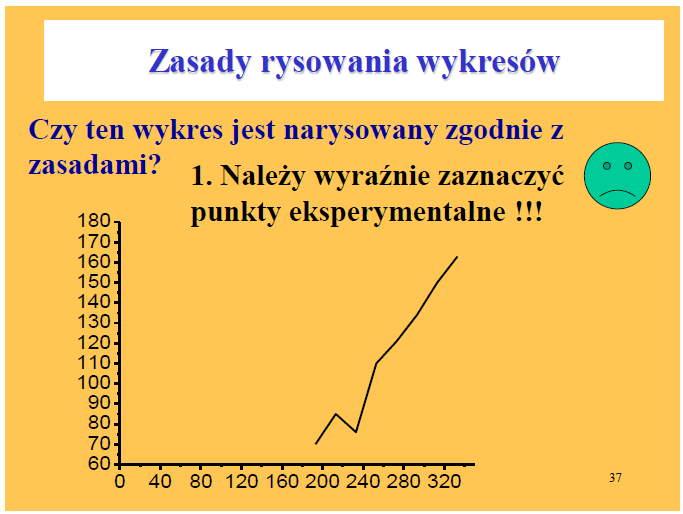 Zasady rysowania wykresów
Czy ten wykres jest narysowany zgodnie z
zasadami?
1. Należy wyraźnie zaznaczyć
punkty eksperymentalne !!!
180
170
160
150
140
130
120
110
100
90
80
70
60
0 40 80 120 160 200 240 280 320
37